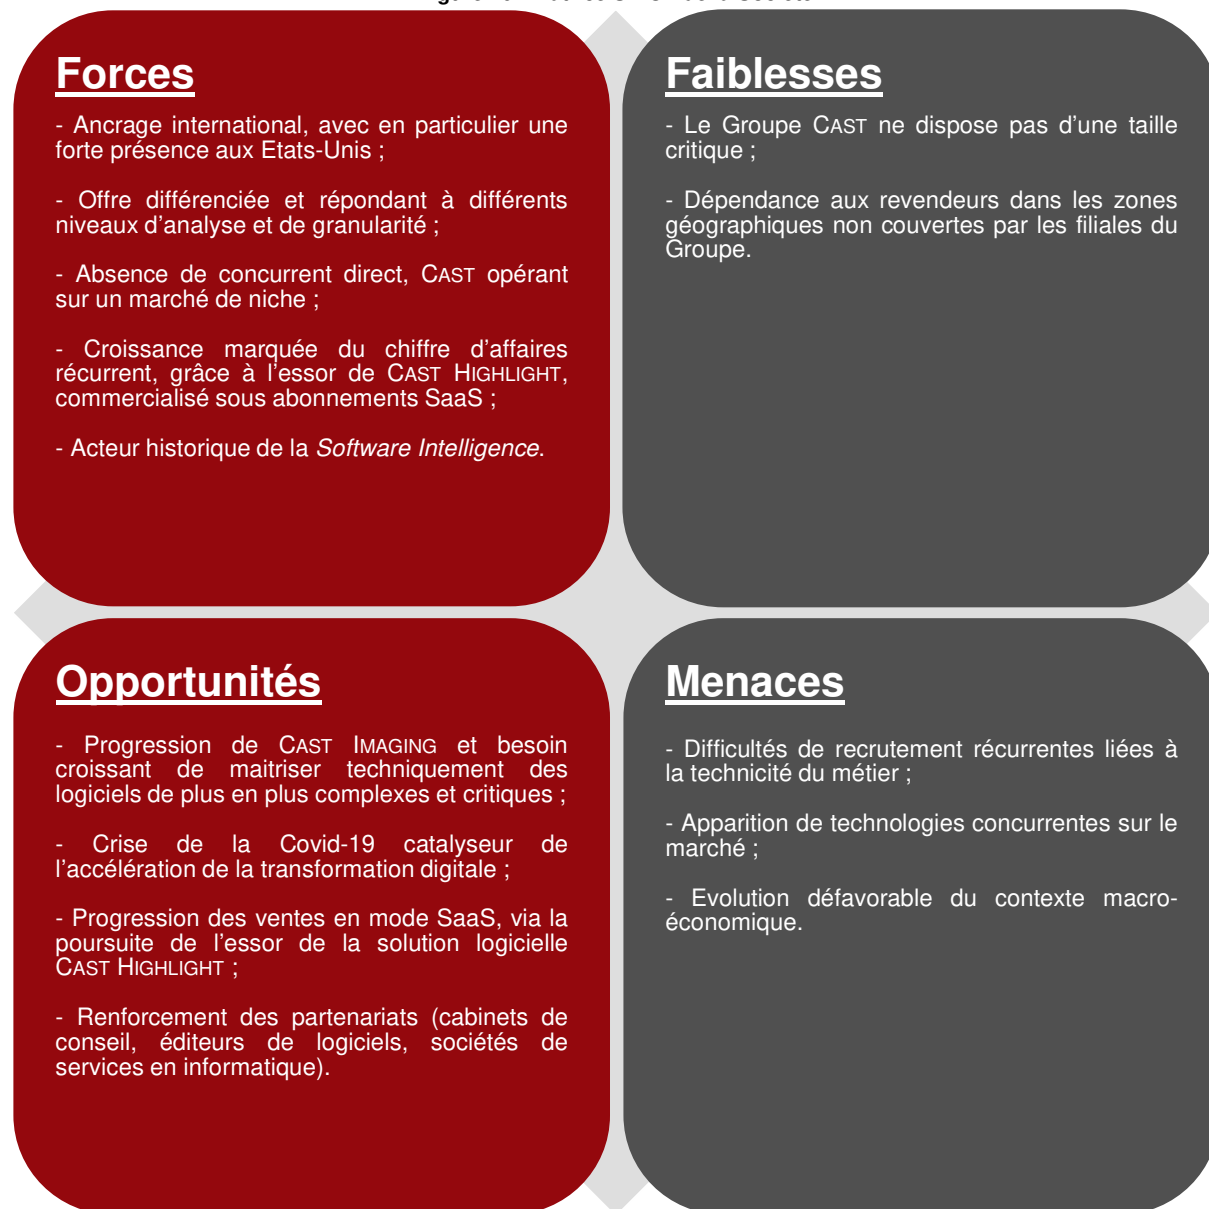 Forces
- Ancrage international, avec en particulier une
forte présence aux Etats-Unis ;
- Offre différenciée et répondant à différents
niveaux d'analyse et de granularité ;
- Absence de concurrent direct, CAST opérant
sur un marché de niche ;
- Croissance marquée du chiffre d'affaires
récurrent, grâce à l'essor de CAST HIGHLIGHT,
commercialisé sous abonnements SaaS ;
- Acteur historique de la Software Intelligence.
Faiblesses
- Le Groupe CAST ne dispose pas d'une taille
critique ;
- Dépendance aux revendeurs dans les zones
géographiques non couvertes par les filiales du
Groupe.
Opportunités
- Progression de CAST IMAGING et besoin
croissant de maitriser techniquement des
logiciels de plus en plus complexes et critiques ;
- Crise de la Covid-19 catalyseur de
l'accélération de la transformation digitale ;
- Progression des ventes en mode SaaS, via la
poursuite de l'essor de la solution logicielle
CAST HIGHLIGHT ;
- Renforcement des partenariats (cabinets de
conseil, éditeurs de logiciels, sociétés de
services en informatique).
Menaces
- Difficultés de recrutement récurrentes liées à
la technicité du métier ;
- Apparition de technologies concurrentes sur le
marché ;
- Evolution défavorable du contexte macro-
économique.